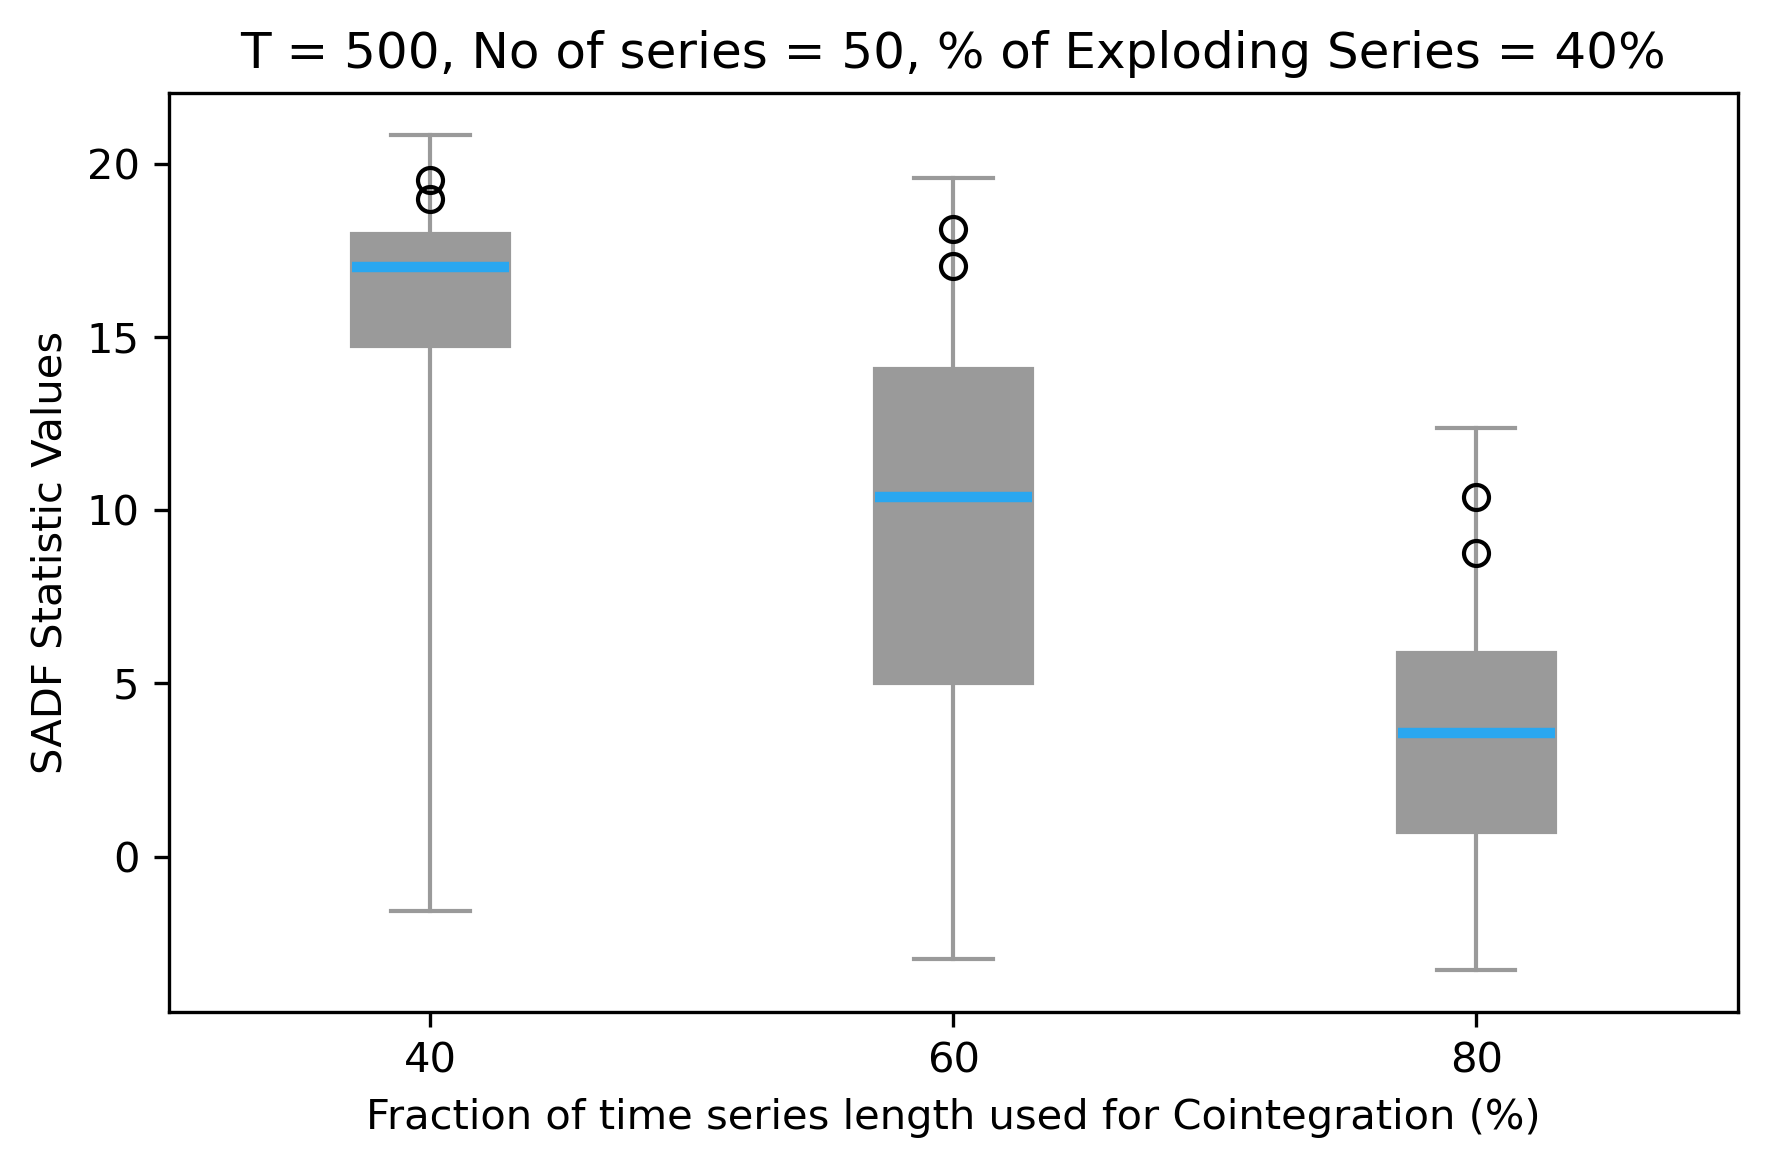 T = 500, No of series = 50, % of Exploding Series = 40%
SADF Statistic Values
20
15
10
5
0
40 60 80
Fraction of time series length used for Cointegration (%)